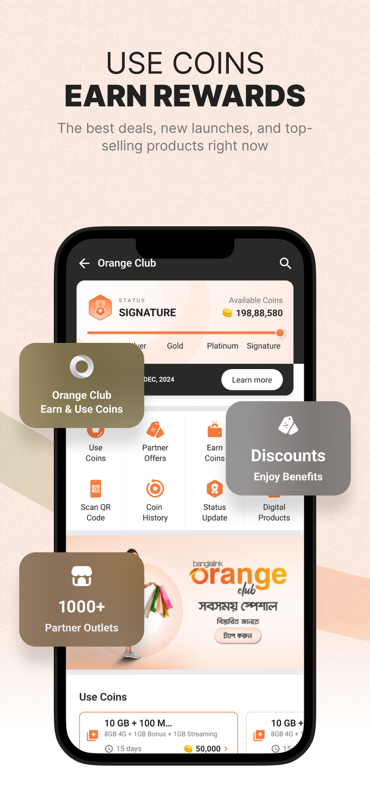 USE COINS
EARN REWARDS
The best deals, new launches, and top-
selling products right now
Orange Club
STATUS
SIGNATURE
Available Coins
198,88,580
Gold
Platinum
Signature
DEC, 2024
Learn more
Orange Club
Earn & Use Coins
Discounts
Enjoy Benefits
Use
Coins
Partner
Offers
Earn
Coins
Scan QR
Code
Coin
History
Status
Update
Digital
Products
1000+
Partner Outlets
banglalink
orange
club
সবসময় স্পেশাল
বিস্তারিত জানতে
ট্যাপ করুন
Use Coins
10 GB + 100 M...
8GB 4G + 1GB Bonus + 1GB Streaming
15 days
50,000
10 GB +
8GB 4G +
15